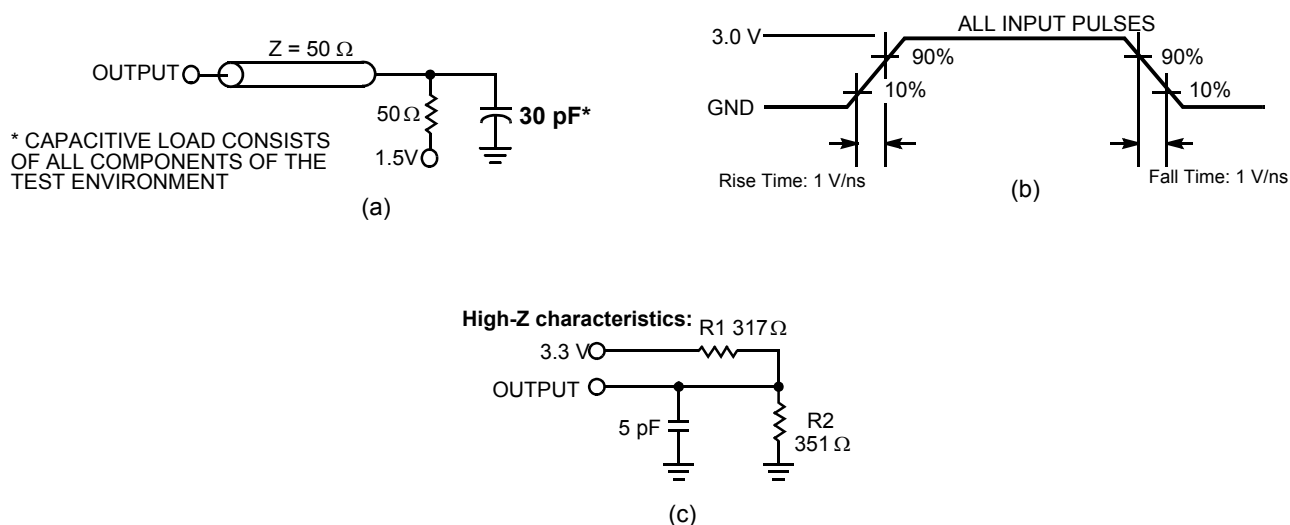 Z = 50 Ω
OUTPUT
50 Ω
30 pF*
1.5V
* CAPACITIVE LOAD CONSISTS
OF ALL COMPONENTS OF THE
TEST ENVIRONMENT
(a)
ALL INPUT PULSES
3.0 V
90%
90%
10%
10%
GND
Rise Time: 1 V/ns
Fall Time: 1 V/ns
(b)
High-Z characteristics:
R1 317 Ω
3.3 V
OUTPUT
5 pF
R2
351 Ω
(c)